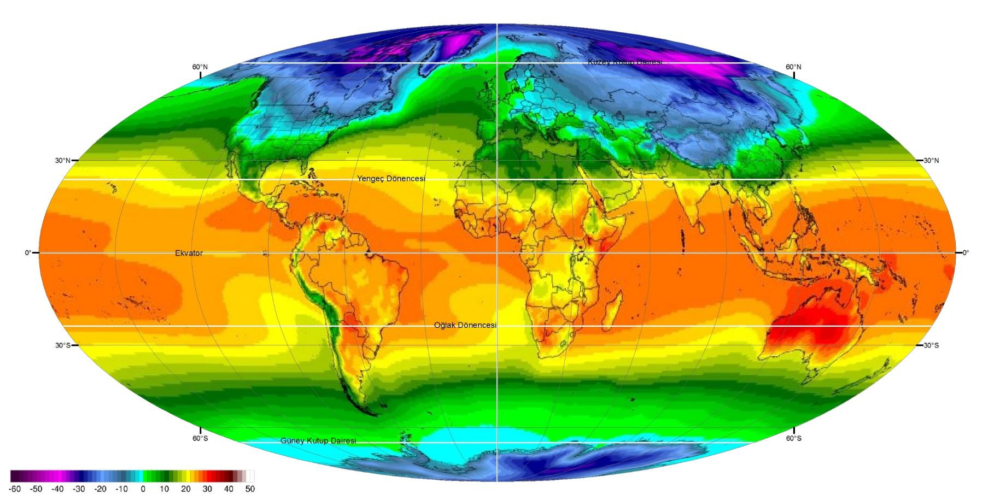 Kuzey Kutup Dairesi
60°N
60°N
30°N
30°N
Yengeç Dönencesi
0°
Ekvator
0°
Oğlak Dönencesi
30°S
30°S
60°S
Güney Kutup Dairesi
60°S
-60 -50 -40 -30 -20 -10 0 10 20 30 40 50